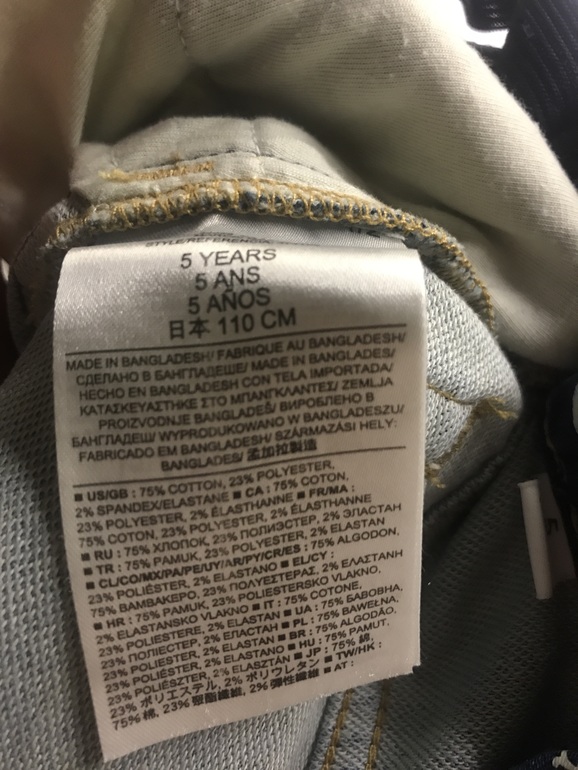 STYLE/REFERENCE
5 YEARS
5 ANS
5 AÑOS
日本 110 CM
MADE IN BANGLADESH/ FABRIQUE AU BANGLADESH/
СДЕЛАНО В БАНГЛАДЕШЕ/ MADE IN BANGLADESH/
HECHO EN BANGLADESH CON TELA IMPORTADA/
ΚΑΤΑΣΚΕΥΑΣΤΗΚΕ ΣΤΟ ΜΠΑΝΓΚΛΑΝΤΕΣ/ ZEMLJA
PROIZVODNJE BANGLADEŠ/ ВИРОБЛЕНО В
БАНГЛАДЕШ/ WYPRODUKOWANO W BANGLADESZU/
FABRICADO EM BANGLADESH/ SZÁRMAZÁSI HELY:
BANGLADES/ 孟加拉製造
■ US/GB : 75% COTTON, 23% POLYESTER,
2% SPANDEX/ELASTANE ■ CA : 75% COTON,
23% POLYESTER, 2% ÉLASTHANNE ■ FR/MA :
75% COTON, 23% POLYESTER, 2% ÉLASTHANNE
■ RU : 75% ХЛОПОК, 23% ПОЛИЭСТЕР, 2% ЭЛАСТАН
■ TR : 75% PAMUK, 23% POLYESTER, 2% ELASTAN
■ CL/CO/MX/PA/PE/UY/AR/PY/CR/ES : 75% ALGODON,
23% POLIÉSTER, 2% ELASTANO ■ EL/CY :
75% ΒΑΜΒΑΚΕΡΟ, 23% ΠΟΛΥΕΣΤΕΡΑΣ, 2% ΕΛΑΣΤΑΝΗ
■ HR : 75% PAMUK, 23% POLIESTERSKO VLAKNO,
2% ELASTANSKO VLAKNO ■ IT : 75% COTONE,
23% POLIESTERE, 2% ELASTAN ■ UA : 75% БАВОВНА,
23% ПОЛІЕСТЕР, 2% ЕЛАСТАН ■ PL : 75% BAWEŁNA,
23% POLIESTER, 2% ELASTAN ■ BR : 75% ALGODÃO,
23% POLIÉSTER, 2% ELASTANO ■ HU : 75% PAMUT,
23% POLIÉSZTER, 2% ELASZTÁN ■ JP : 75% 綿,
23% ポリエステル, 2% ポリウレタン ■ TW/HK :
75% 棉, 23% 聚酯纖維, 2% 彈性纖維 ■ AT :